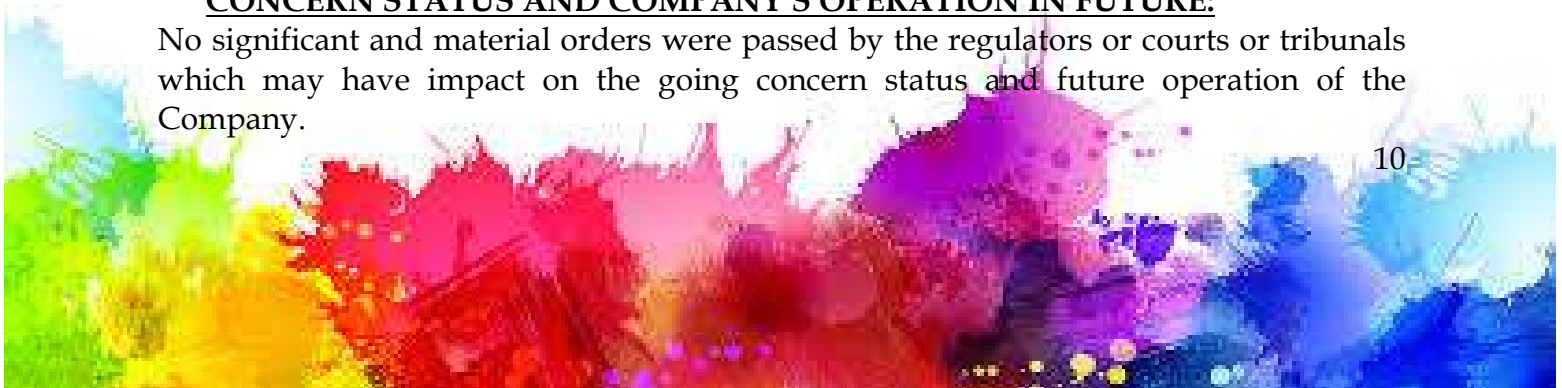 CONCERN STATUS AND COMPANY'S OPERATION IN FUTURE:
No significant and material orders were passed by the regulators or courts or tribunals
which may have impact on the going concern status and future operation of the
Company.
10